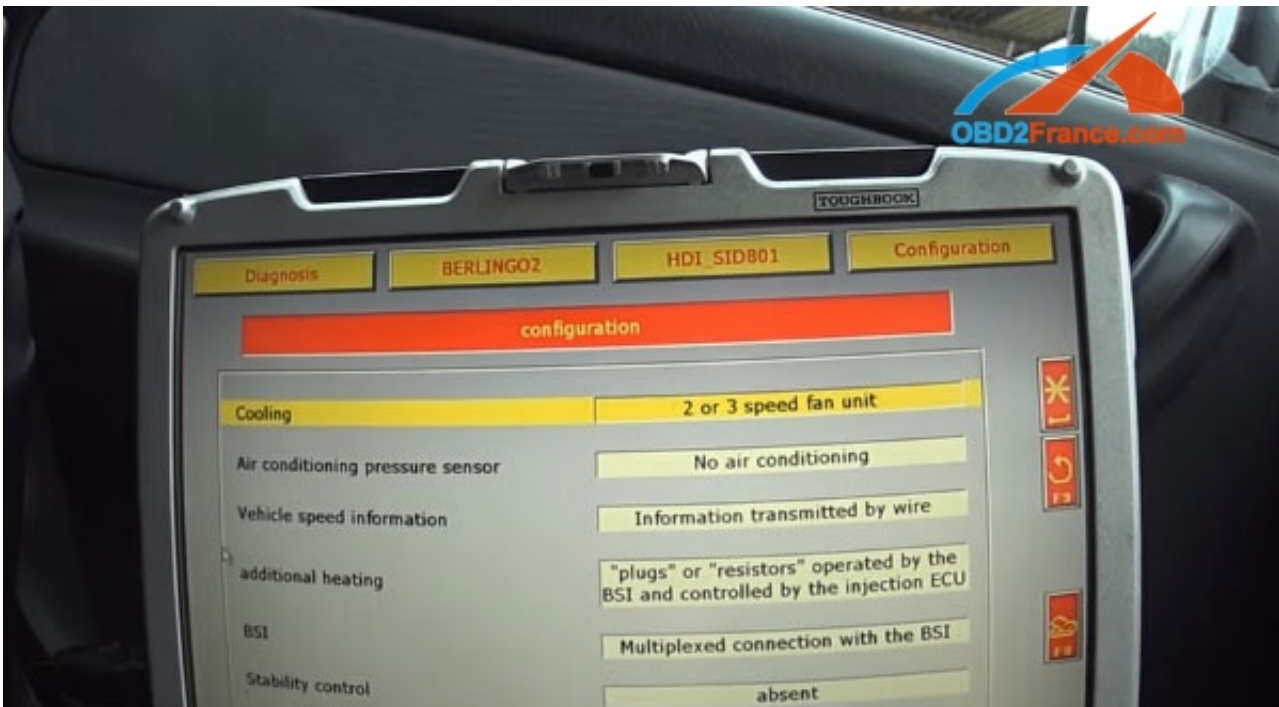 OBD2France.com
TOUGHBOOK
Diagnosis BERLINGO2 HDI_SID801 Configuration
configuration
Cooling 2 or 3 speed fan unit
Air conditioning pressure sensor No air conditioning
Vehicle speed information Information transmitted by wire
additional heating "plugs" or "resistors" operated by the
BSI and controlled by the injection ECU
BSI Multiplexed connection with the BSI
Stability control absent